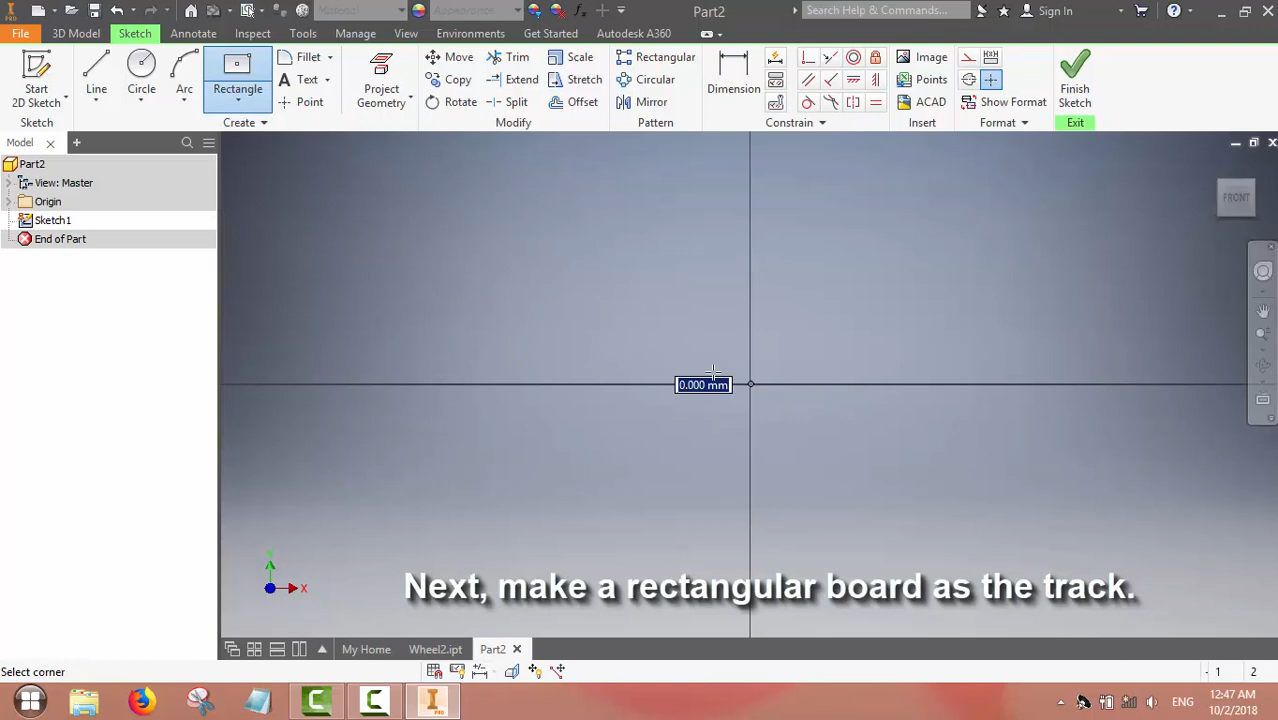 Material
Appearance
Part2
Search Help & Commands...
Sign In
PRO
File
3D Model
Sketch
Annotate
Inspect
Tools
Manage
View
Environments
Get Started
Autodesk A360
Start
2D Sketch
Line
Circle
Arc
Rectangle
Fillet
Text
Point
Project
Geometry
Move
Copy
Rotate
Trim
Extend
Split
Scale
Stretch
Offset
Rectangular
Circular
Mirror
Dimension
Image
Points
ACAD
Show Format
Finish
Sketch
Sketch
Create
Modify
Pattern
Constrain
Insert
Format
Exit
Model
Part2
View: Master
Origin
Sketch1
End of Part
FRONT
0.000 mm
Y
X
Next, make a rectangular board as the track.
My Home
Wheel2.ipt
Part2
Select corner
1
2
ENG
12:47 AM
10/2/2018